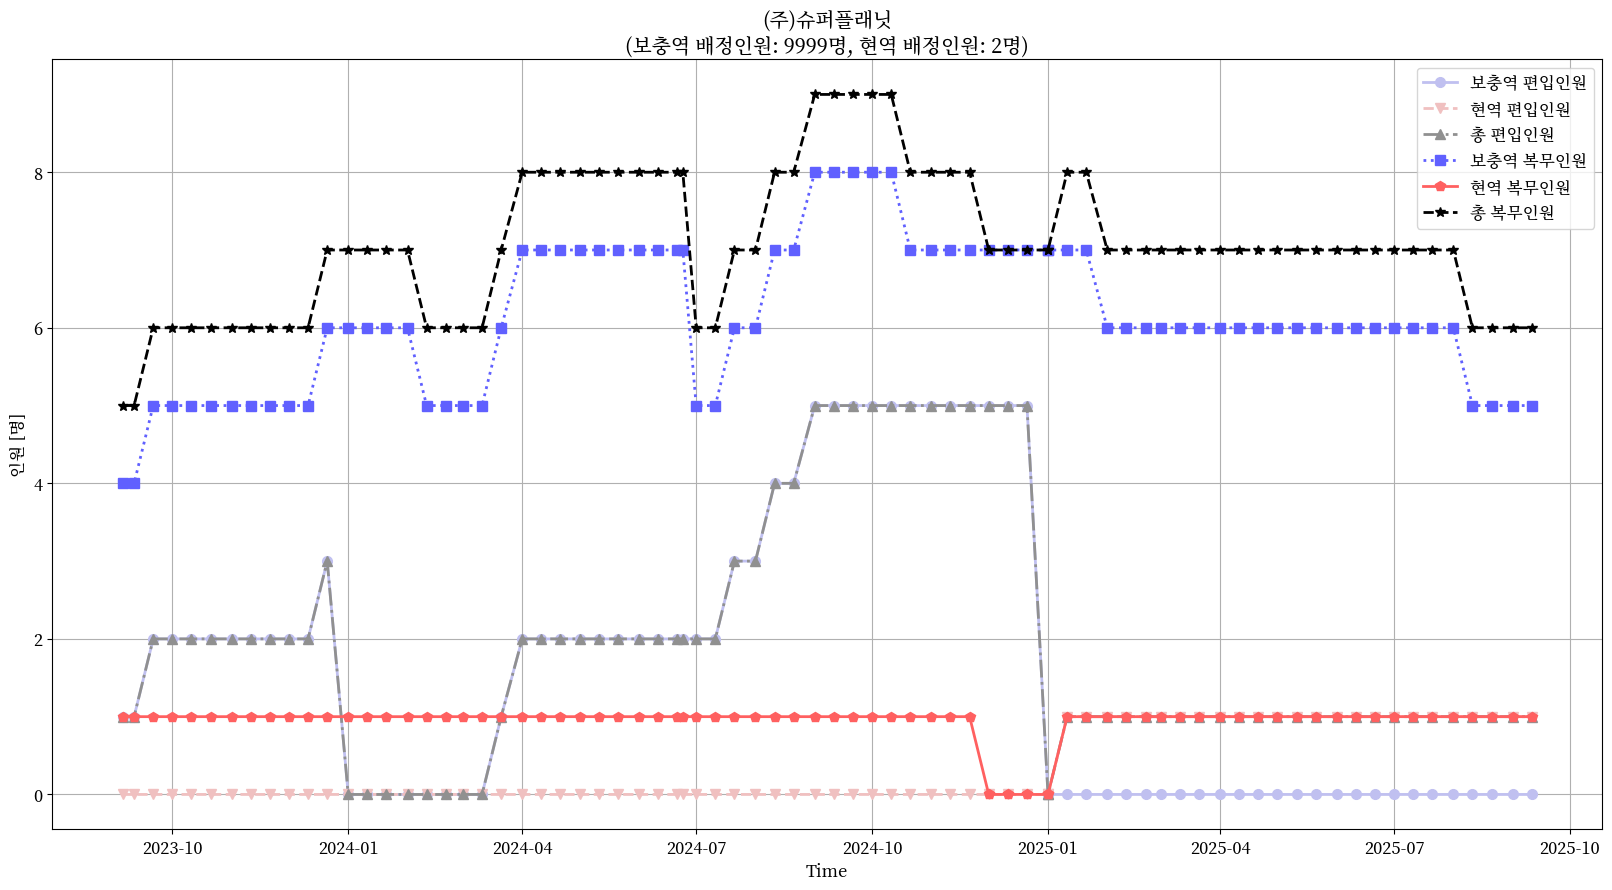 (주)슈퍼플래닛
(보충역 배정인원: 9999명, 현역 배정인원: 2명)
보충역 편입인원
현역 편입인원
총 편입인원
보충역 복무인원
현역 복무인원
총 복무인원
인원 [명]
8
6
4
2
0
2023-10
2024-01
2024-04
2024-07
2024-10
2025-01
2025-04
2025-07
2025-10
Time